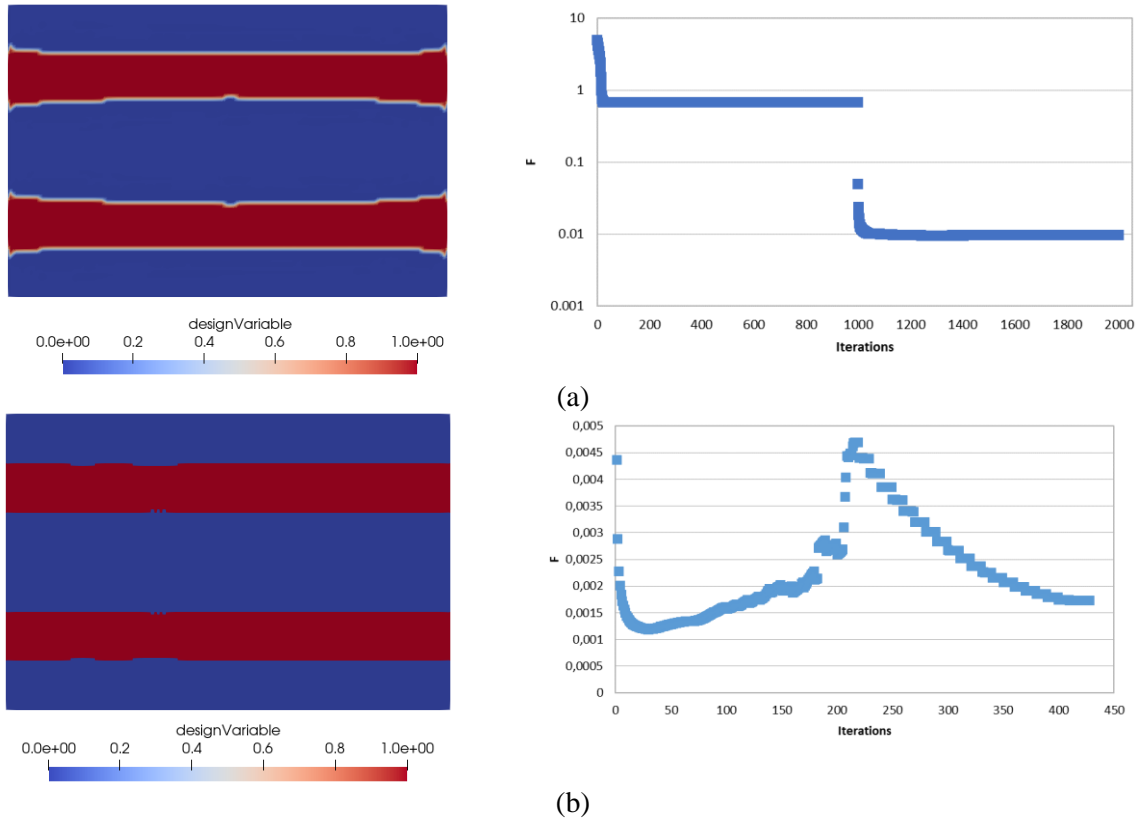 designVariable
0.0e+00 0.2 0.4 0.6 0.8 1.0e+00
10
1
0.1
0.01
0.001
F
0 200 400 600 800 1000 1200 1400 1600 1800 2000
Iterations
(a)
designVariable
0.0e+00 0.2 0.4 0.6 0.8 1.0e+00
0,005
0,0045
0,004
0,0035
0,003
0,0025
0,002
0,0015
0,001
0,0005
0
F
0 50 100 150 200 250 300 350 400 450
Iterations
(b)